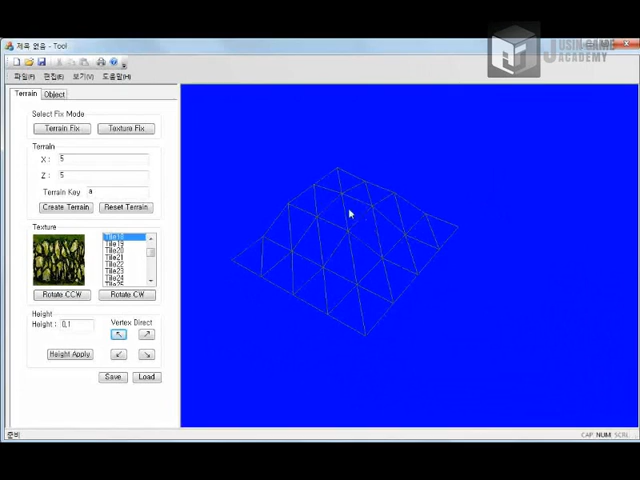 제목 없음 - Tool
JUSIN GAME
ACADEMY
파일(F) 편집(E) 보기(V) 도움말(H)
Terrain Object
Select Fix Mode
Terrain Fix Texture Fix
Terrain
X : 5
Z : 5
Terrain Key a
Create Terrain Reset Terrain
Texture
Tile18
Tile19
Tile20
Tile21
Tile22
Tile23
Tile24
Rotate CCW Rotate CW
Height
Height : 0,1
Vertex Direct
Height Apply
Save Load
준비
CAP NUM SCRL